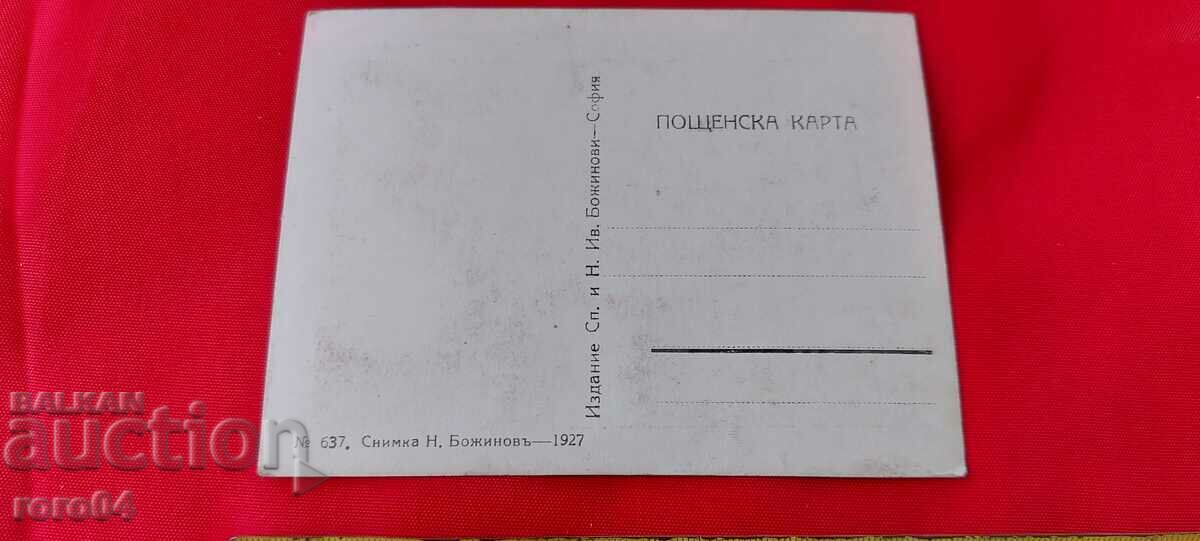 ПОЩЕНСКА КАРТА
Издание Сп. и Н. Ив. Божинови—София
№ 637. Снимка Н. Божиновъ—1927
BALKAN
auction
roro04